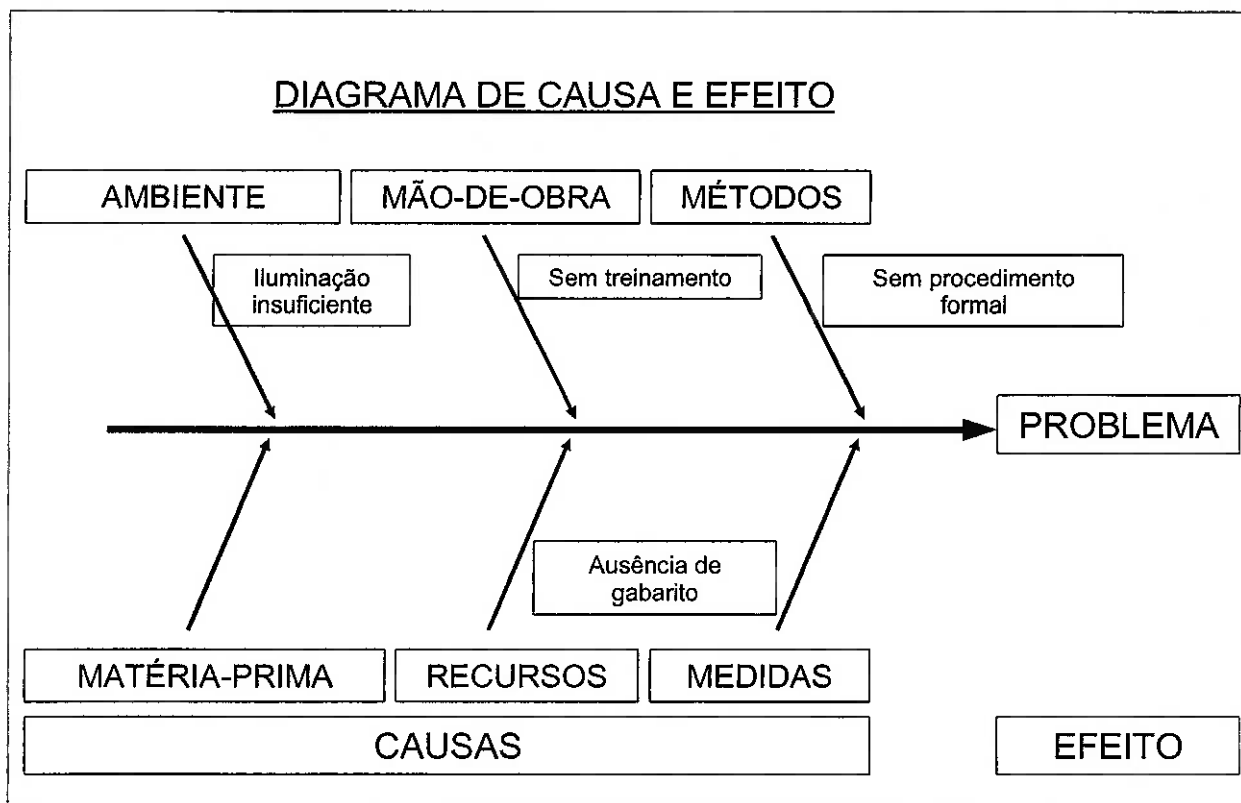 DIAGRAMA DE CAUSA E EFEITO
AMBIENTE
MÃO-DE-OBRA
MÉTODOS
Iluminação
insuficiente
Sem treinamento
Sem procedimento
formal
PROBLEMA
Ausência de
gabarito
MATÉRIA-PRIMA
RECURSOS
MEDIDAS
CAUSAS
EFEITO